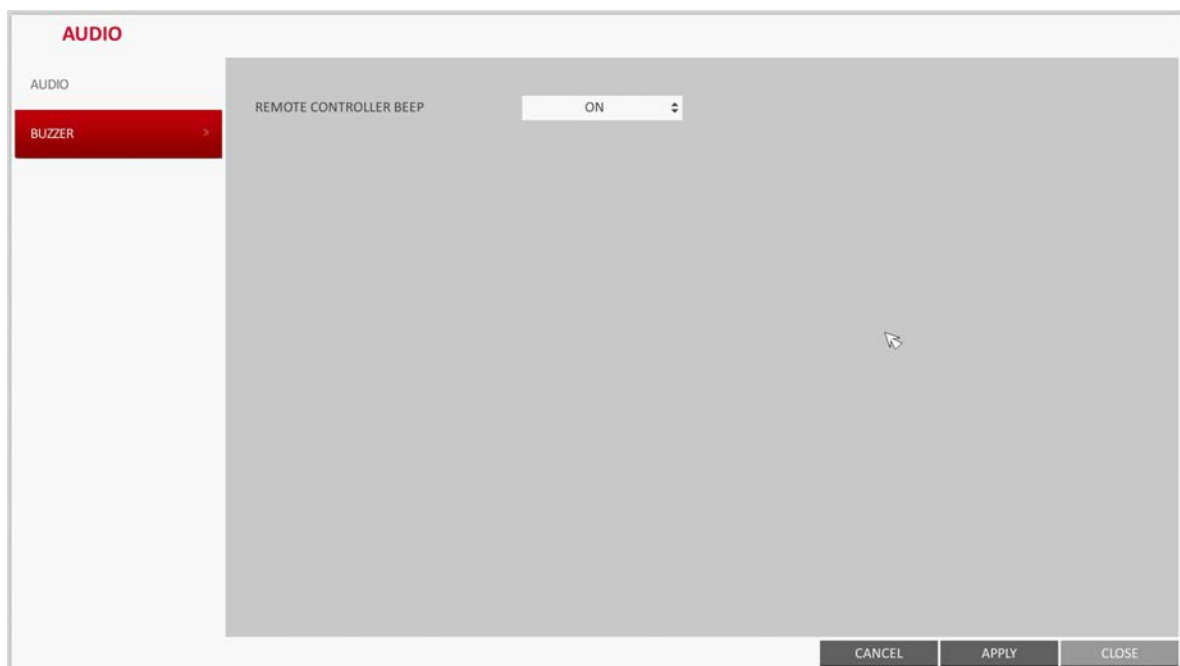 AUDIO
AUDIO
BUZZER >
REMOTE CONTROLLER BEEP ON
CANCEL APPLY CLOSE